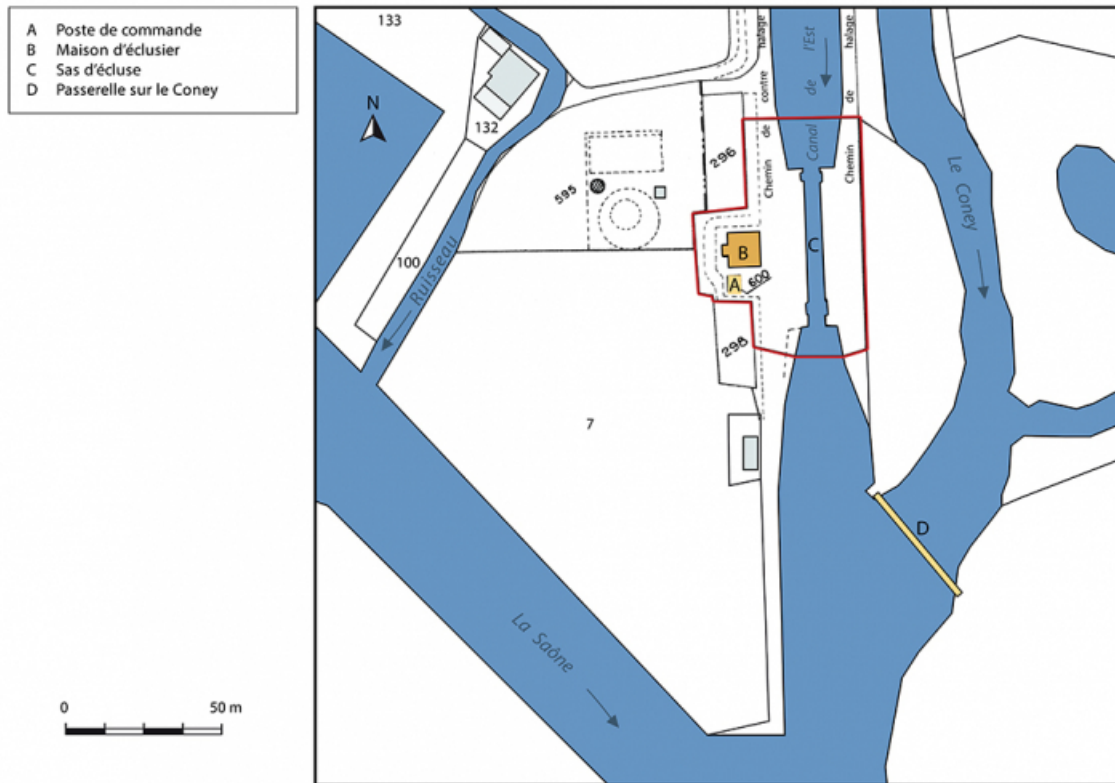 A Poste de commande
B Maison d'éclusier
C Sas d'écluse
D Passerelle sur le Coney
N
133
132
100
Ruisseau
595
296
Chemin de contre halage
Canal de l'Est
Chemin de halage
Le Coney
B
C
A
600
298
7
D
La Saône
0 50 m